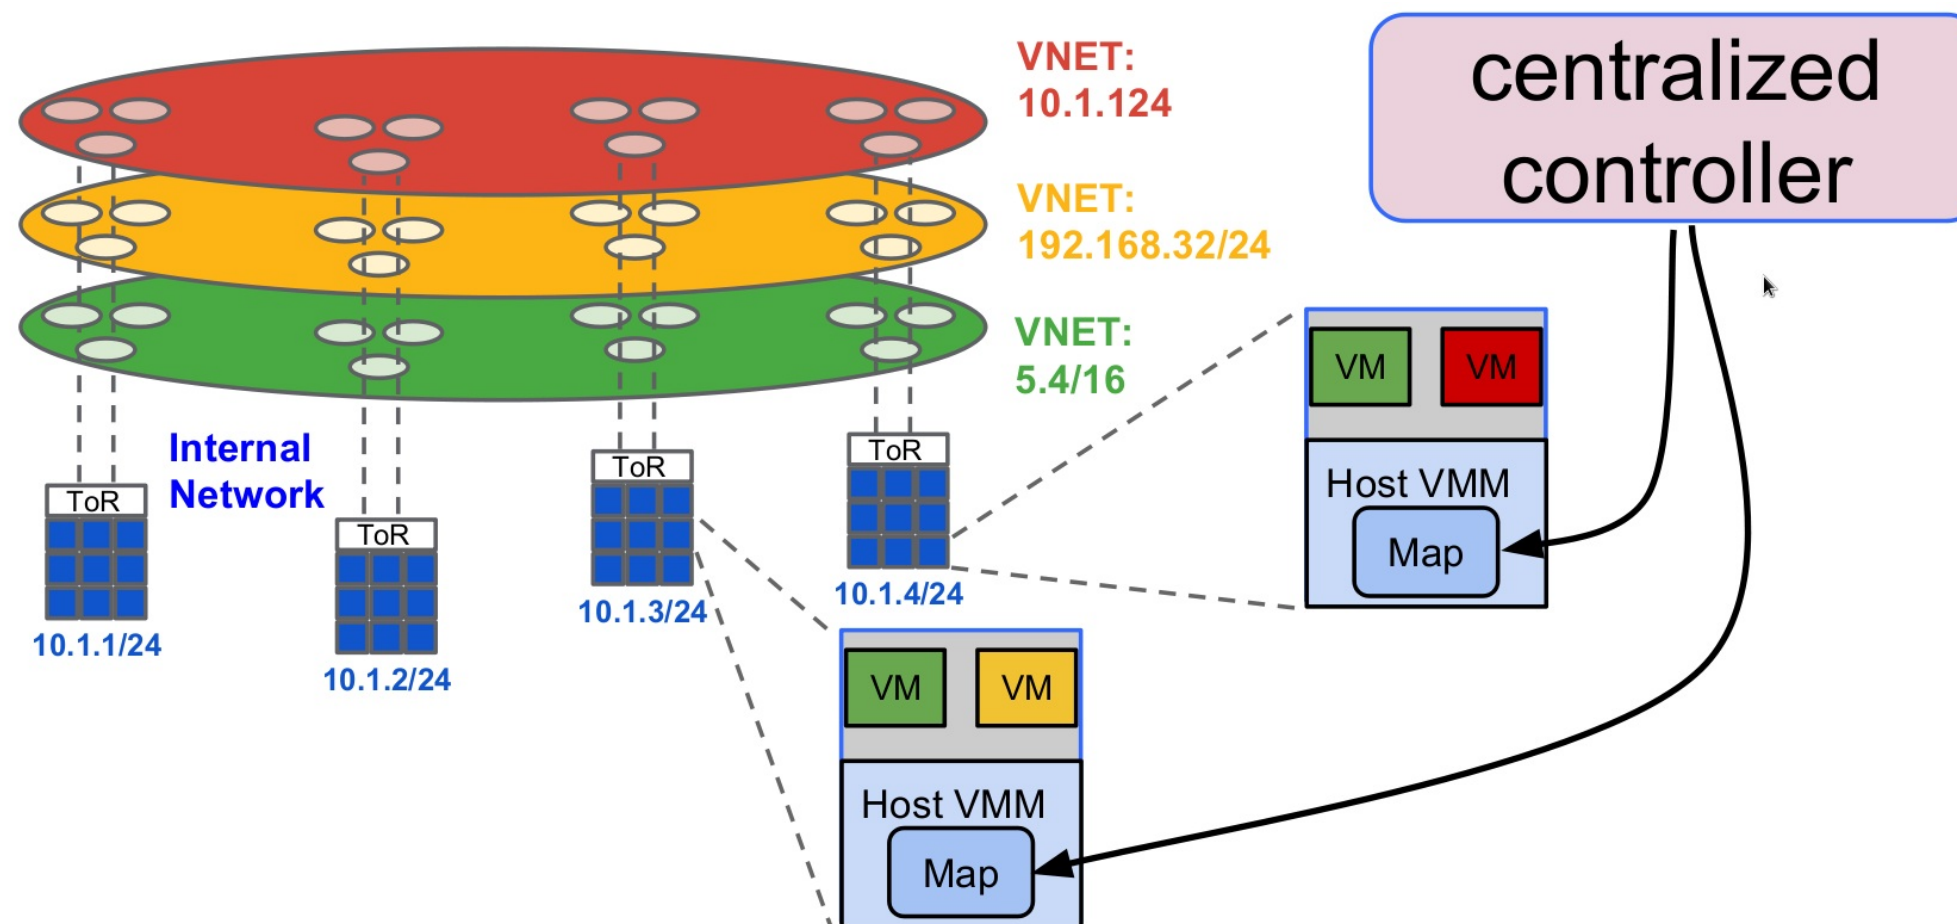 VNET:
10.1.124
centralized
controller
VNET:
192.168.32/24
VNET:
5.4/16
VM
VM
Internal
Network
ToR
ToR
ToR
ToR
Host VMM
Map
10.1.1/24
10.1.2/24
10.1.3/24
10.1.4/24
VM
VM
Host VMM
Map